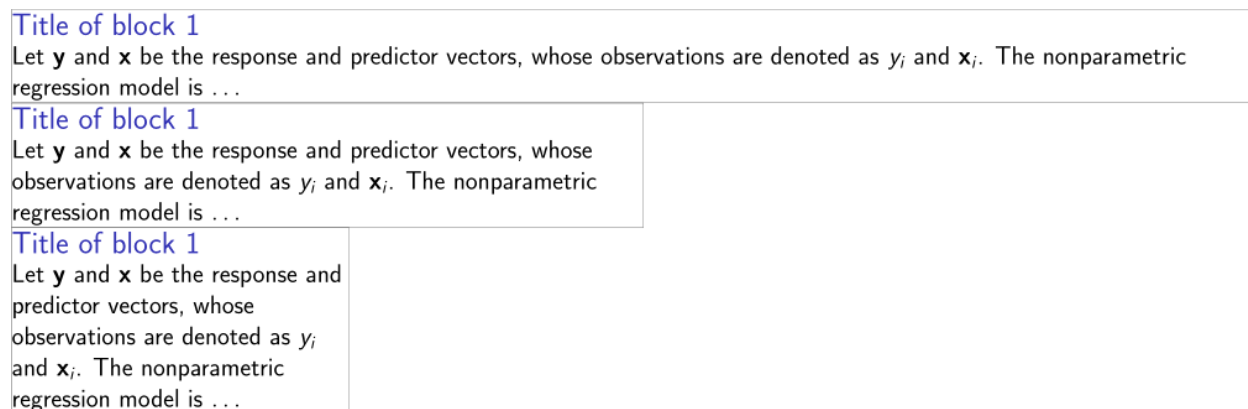 Title of block 1
Let y and x be the response and predictor vectors, whose observations are denoted as yᵢ and xᵢ. The nonparametric
regression model is . . .
Title of block 1
Let y and x be the response and predictor vectors, whose
observations are denoted as yᵢ and xᵢ. The nonparametric
regression model is . . .
Title of block 1
Let y and x be the response and
predictor vectors, whose
observations are denoted as yᵢ
and xᵢ. The nonparametric
regression model is . . .